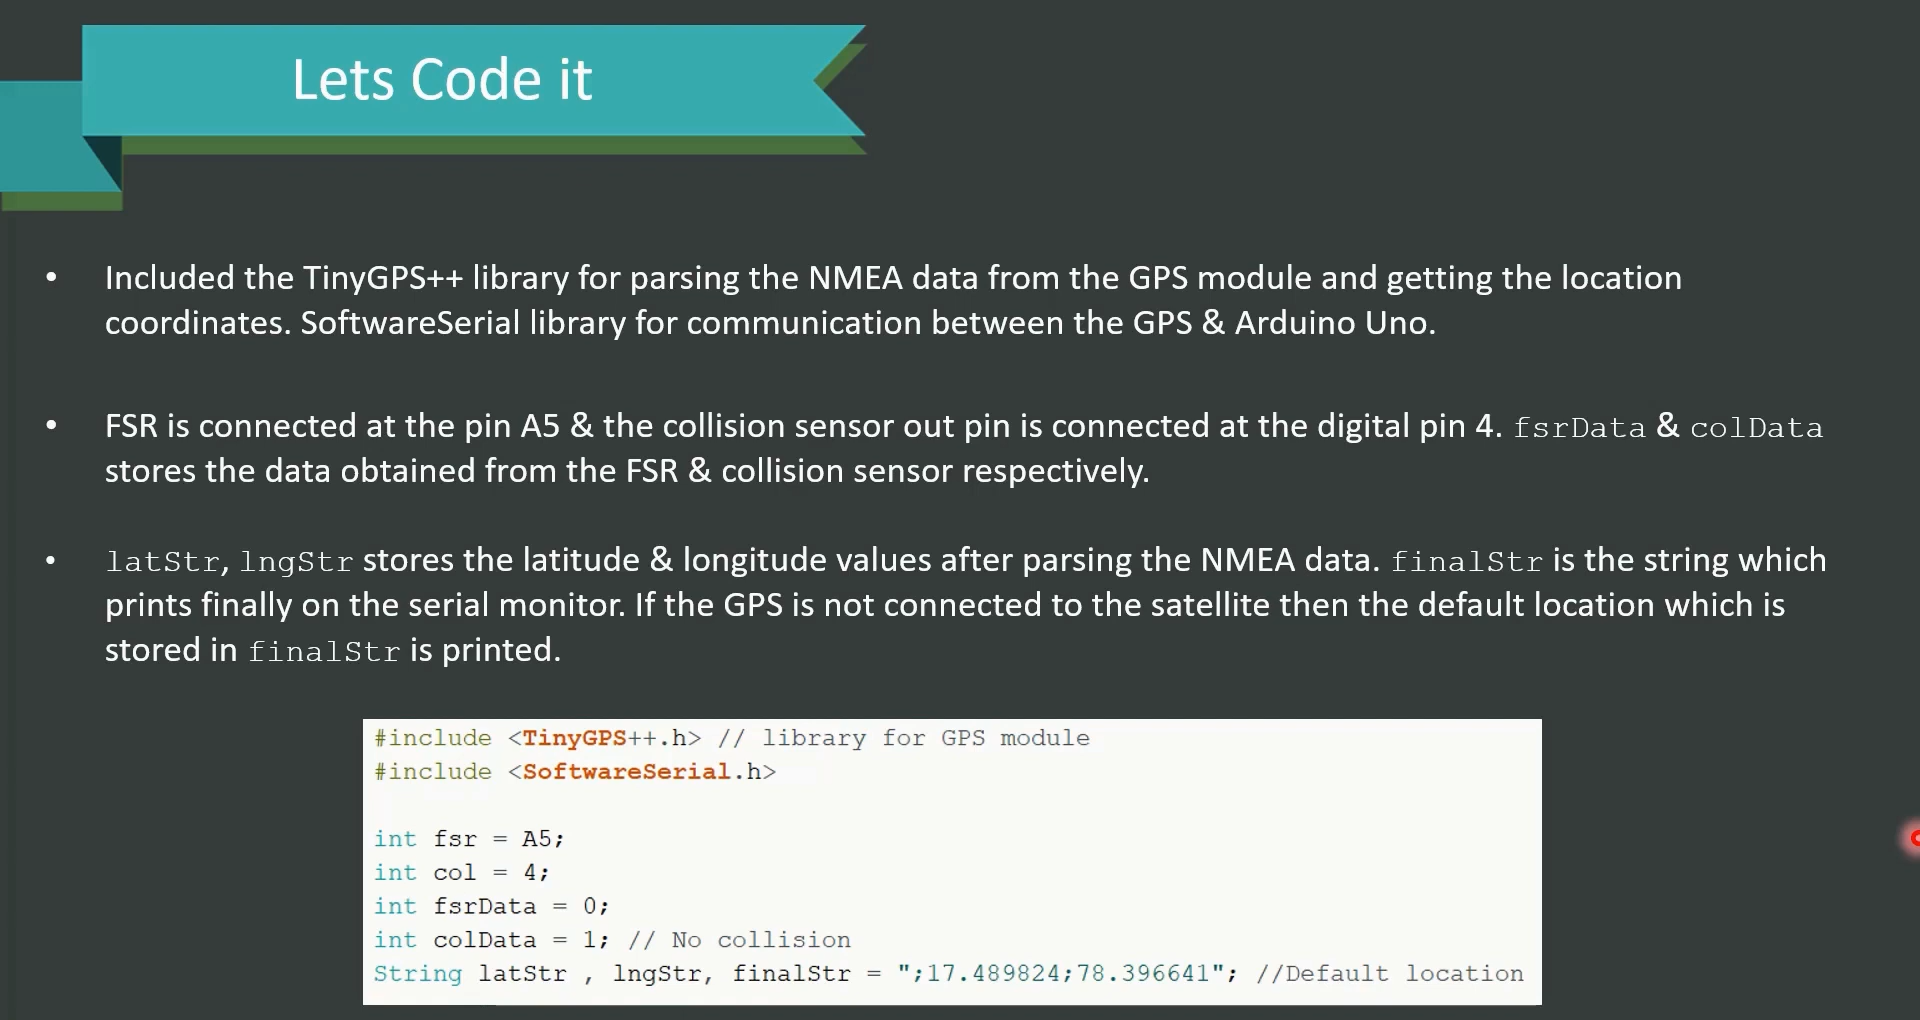 Lets Code it
• Included the TinyGPS++ library for parsing the NMEA data from the GPS module and getting the location
coordinates. SoftwareSerial library for communication between the GPS & Arduino Uno.
• FSR is connected at the pin A5 & the collision sensor out pin is connected at the digital pin 4. fsrData & colData
stores the data obtained from the FSR & collision sensor respectively.
• latStr, lngStr stores the latitude & longitude values after parsing the NMEA data. finalStr is the string which
prints finally on the serial monitor. If the GPS is not connected to the satellite then the default location which is
stored in finalStr is printed.
#include <TinyGPS++.h> // library for GPS module
#include <SoftwareSerial.h>
int fsr = A5;
int col = 4;
int fsrData = 0;
int colData = 1; // No collision
String latStr , lngStr, finalStr = ";17.489824;78.396641"; //Default location